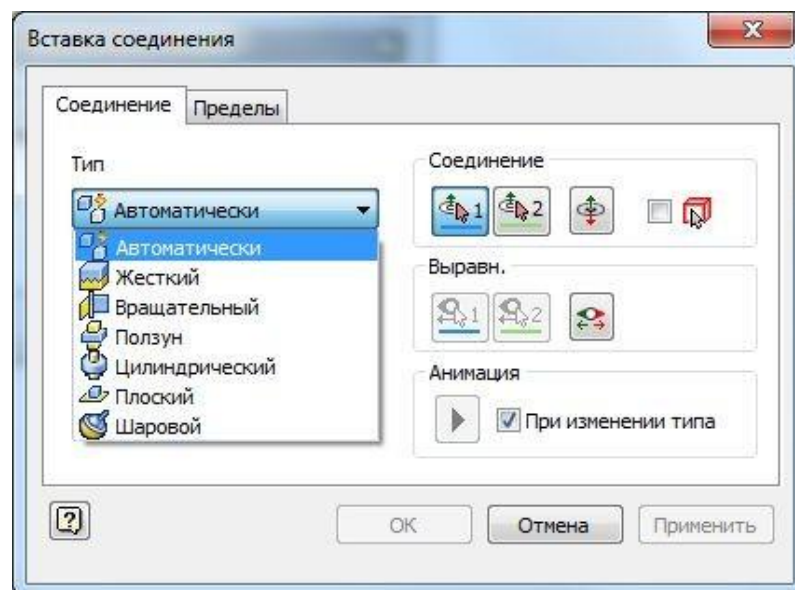 Вставка соединения
Соединение Пределы
Тип
Автоматически
Автоматически
Жесткий
Вращательный
Ползун
Цилиндрический
Плоский
Шаровой
Соединение
1 2
Выравн.
1 2
Анимация
При изменении типа
ОК Отмена Применить